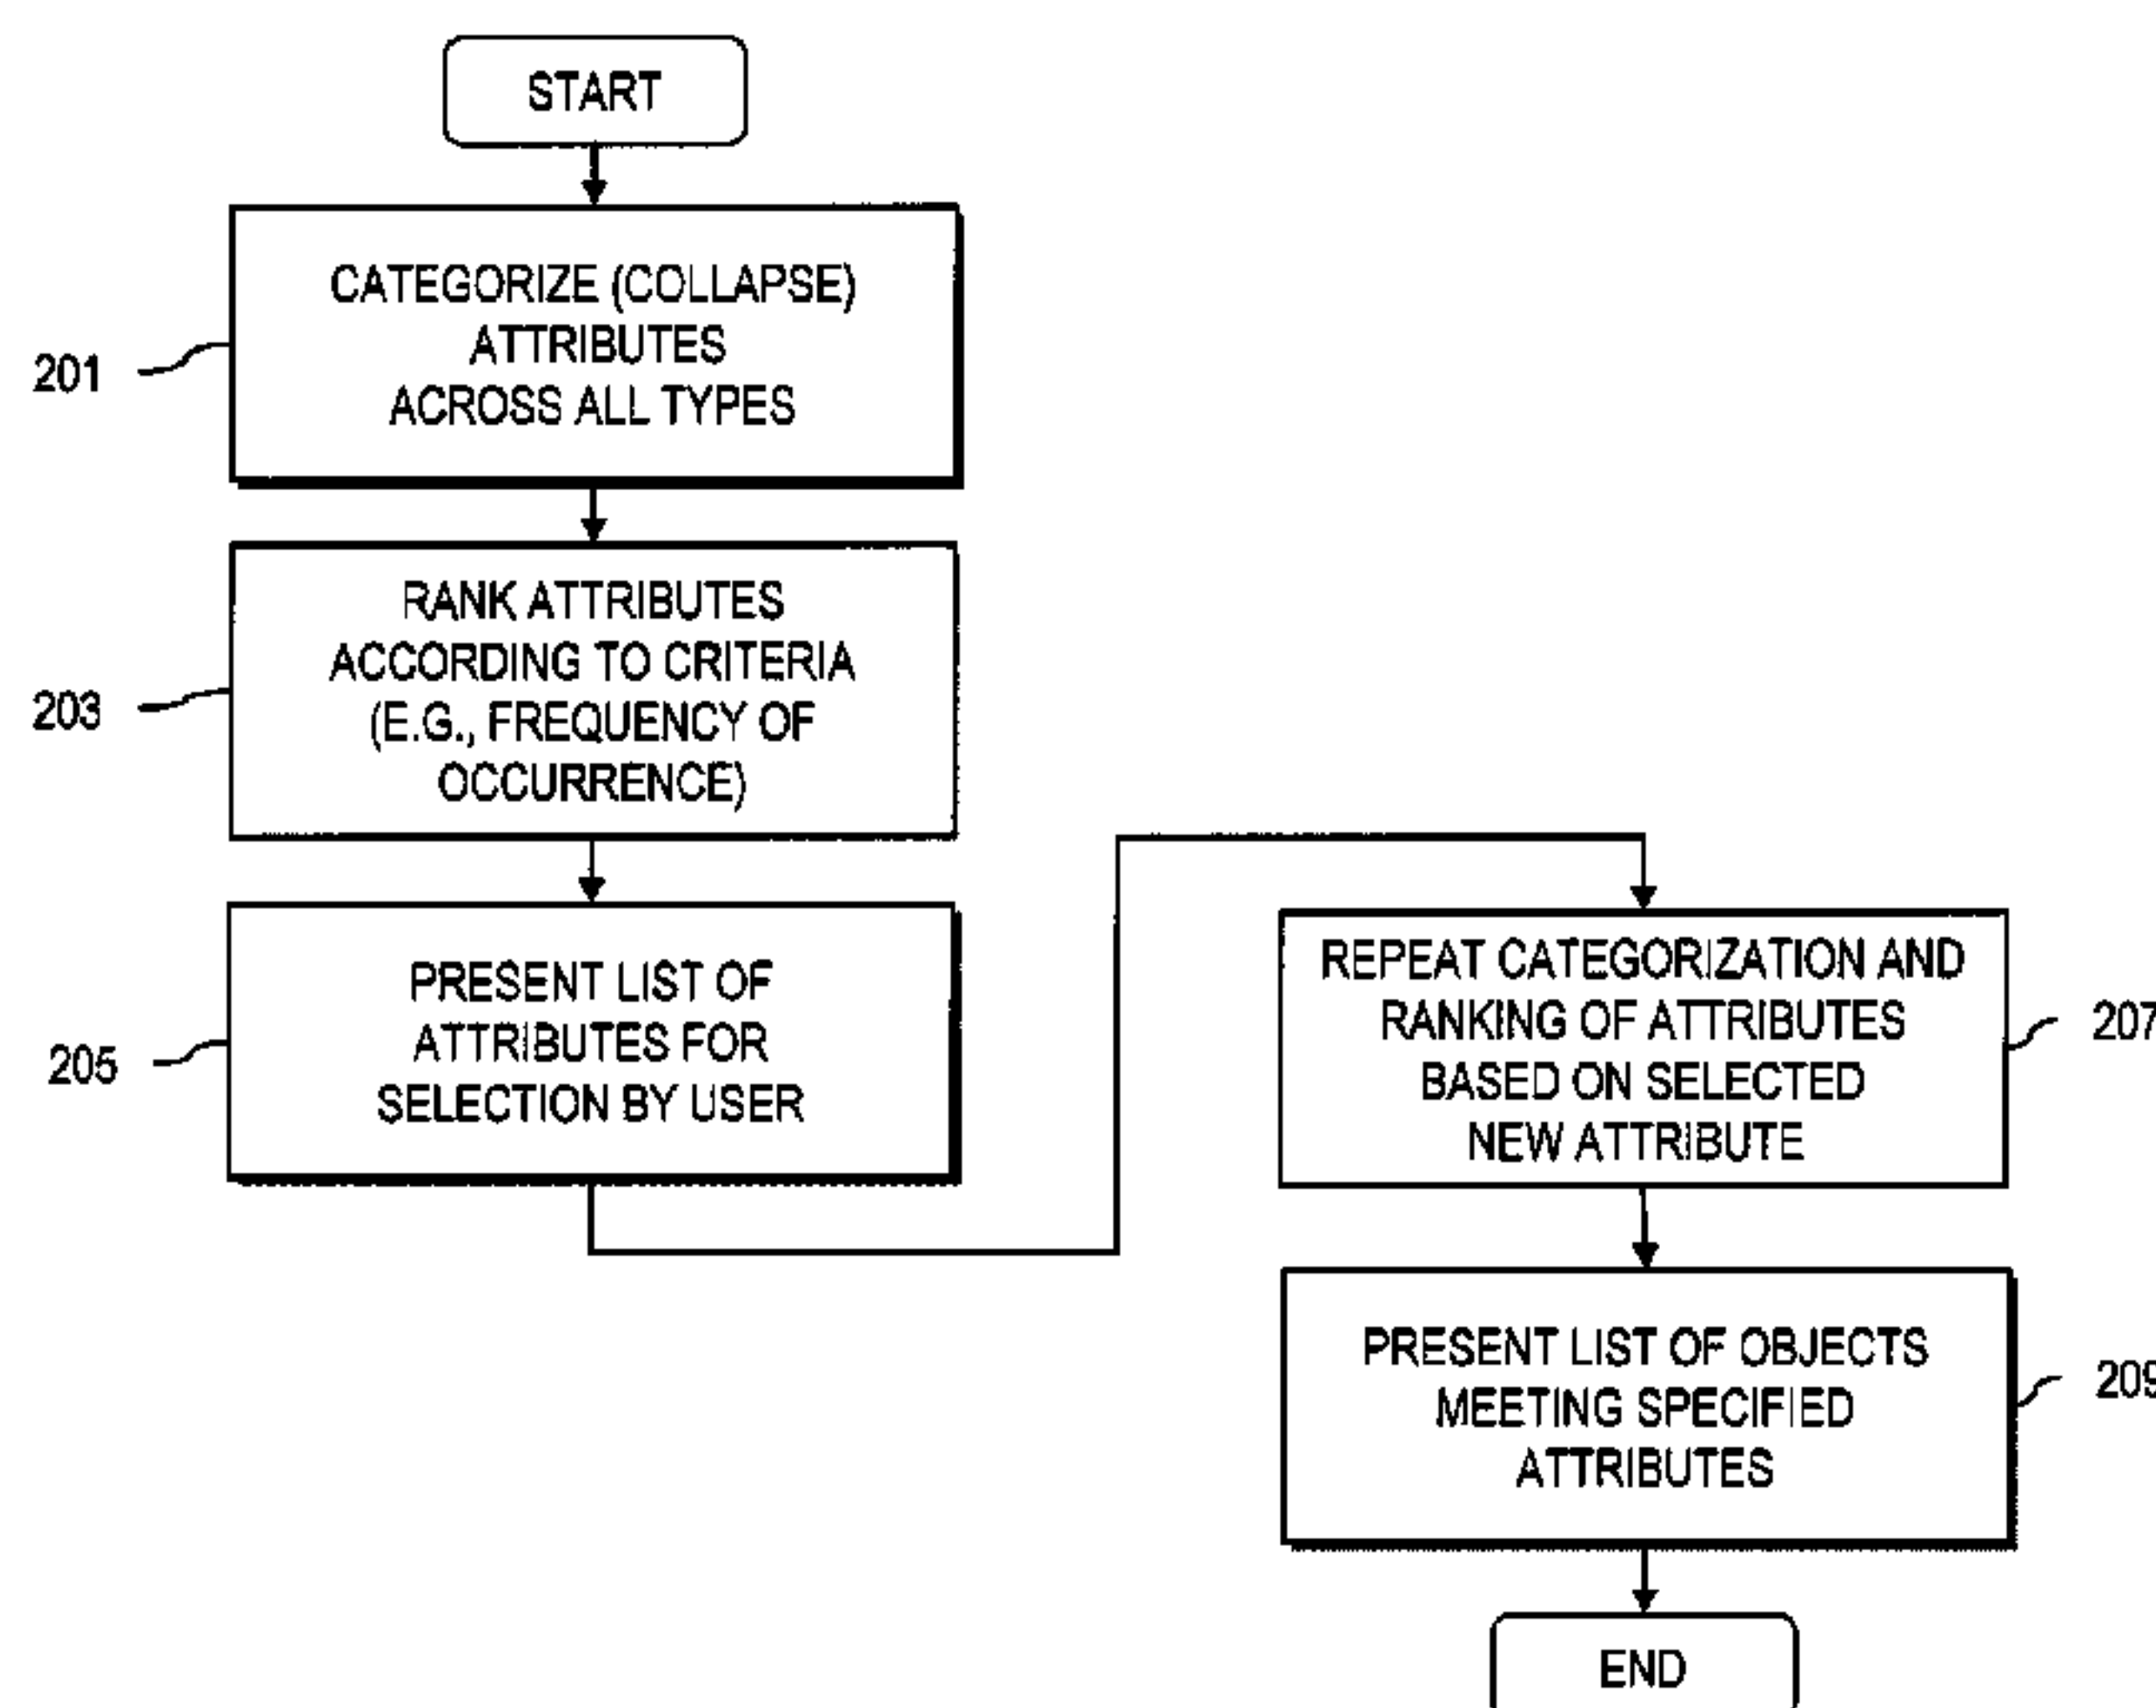 START
CATEGORIZE (COLLAPSE)
ATTRIBUTES
ACROSS ALL TYPES
201
RANK ATTRIBUTES
ACCORDING TO CRITERIA
(E.G., FREQUENCY OF
OCCURRENCE)
203
PRESENT LIST OF
ATTRIBUTES FOR
SELECTION BY USER
205
REPEAT CATEGORIZATION AND
RANKING OF ATTRIBUTES
BASED ON SELECTED
NEW ATTRIBUTE
207
PRESENT LIST OF OBJECTS
MEETING SPECIFIED
ATTRIBUTES
209
END